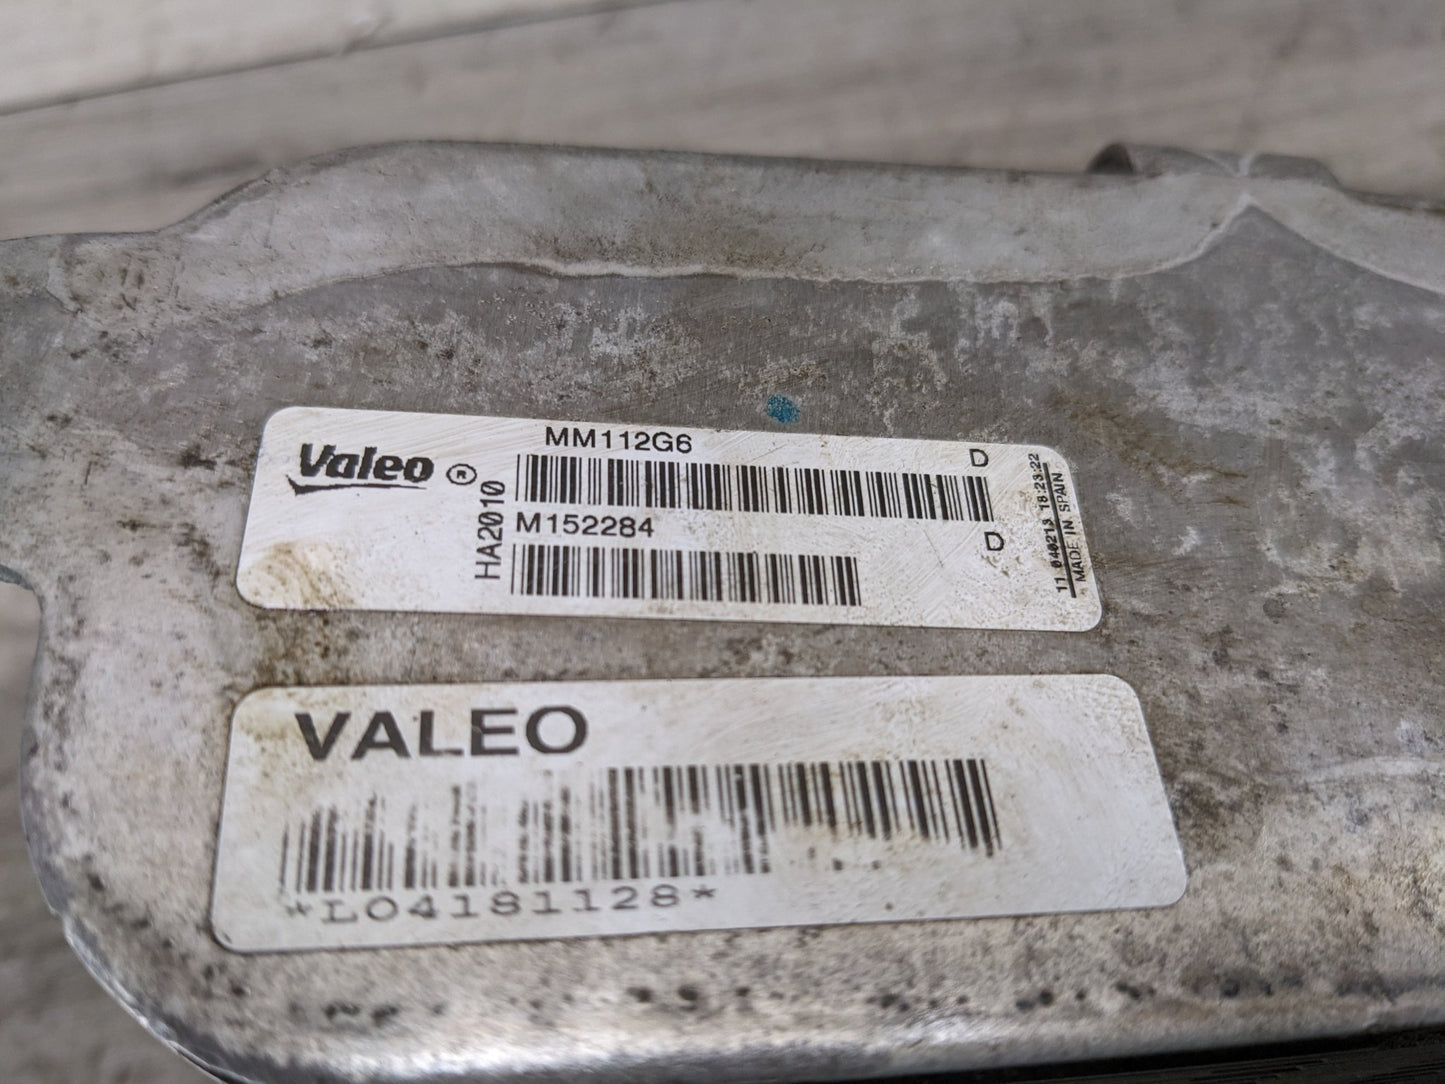 Valeo ®
MM112G6
D
HA2010
M152284
D
11 040213 18:23:22
MADE IN SPAIN
VALEO
*L04181128*